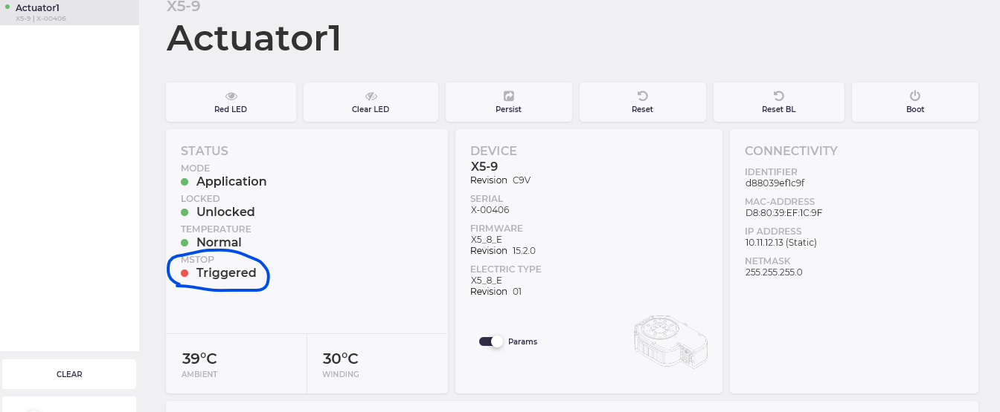 Actuator1
X5-9 | X-00406
CLEAR
X5-9
Actuator1
Red LED
Clear LED
Persist
Reset
Reset BL
Boot
STATUS
MODE
Application
LOCKED
Unlocked
TEMPERATURE
Normal
MSTOP
Triggered
39°C
AMBIENT
30°C
WINDING
DEVICE
X5-9
Revision C9V
SERIAL
X-00406
FIRMWARE
X5_8_E
Revision 15.2.0
ELECTRIC TYPE
X5_8_E
Revision 01
Params
CONNECTIVITY
IDENTIFIER
d88039ef1c9f
MAC-ADDRESS
D8:80:39:EF:1C:9F
IP ADDRESS
10.11.12.13 (Static)
NETMASK
255.255.255.0